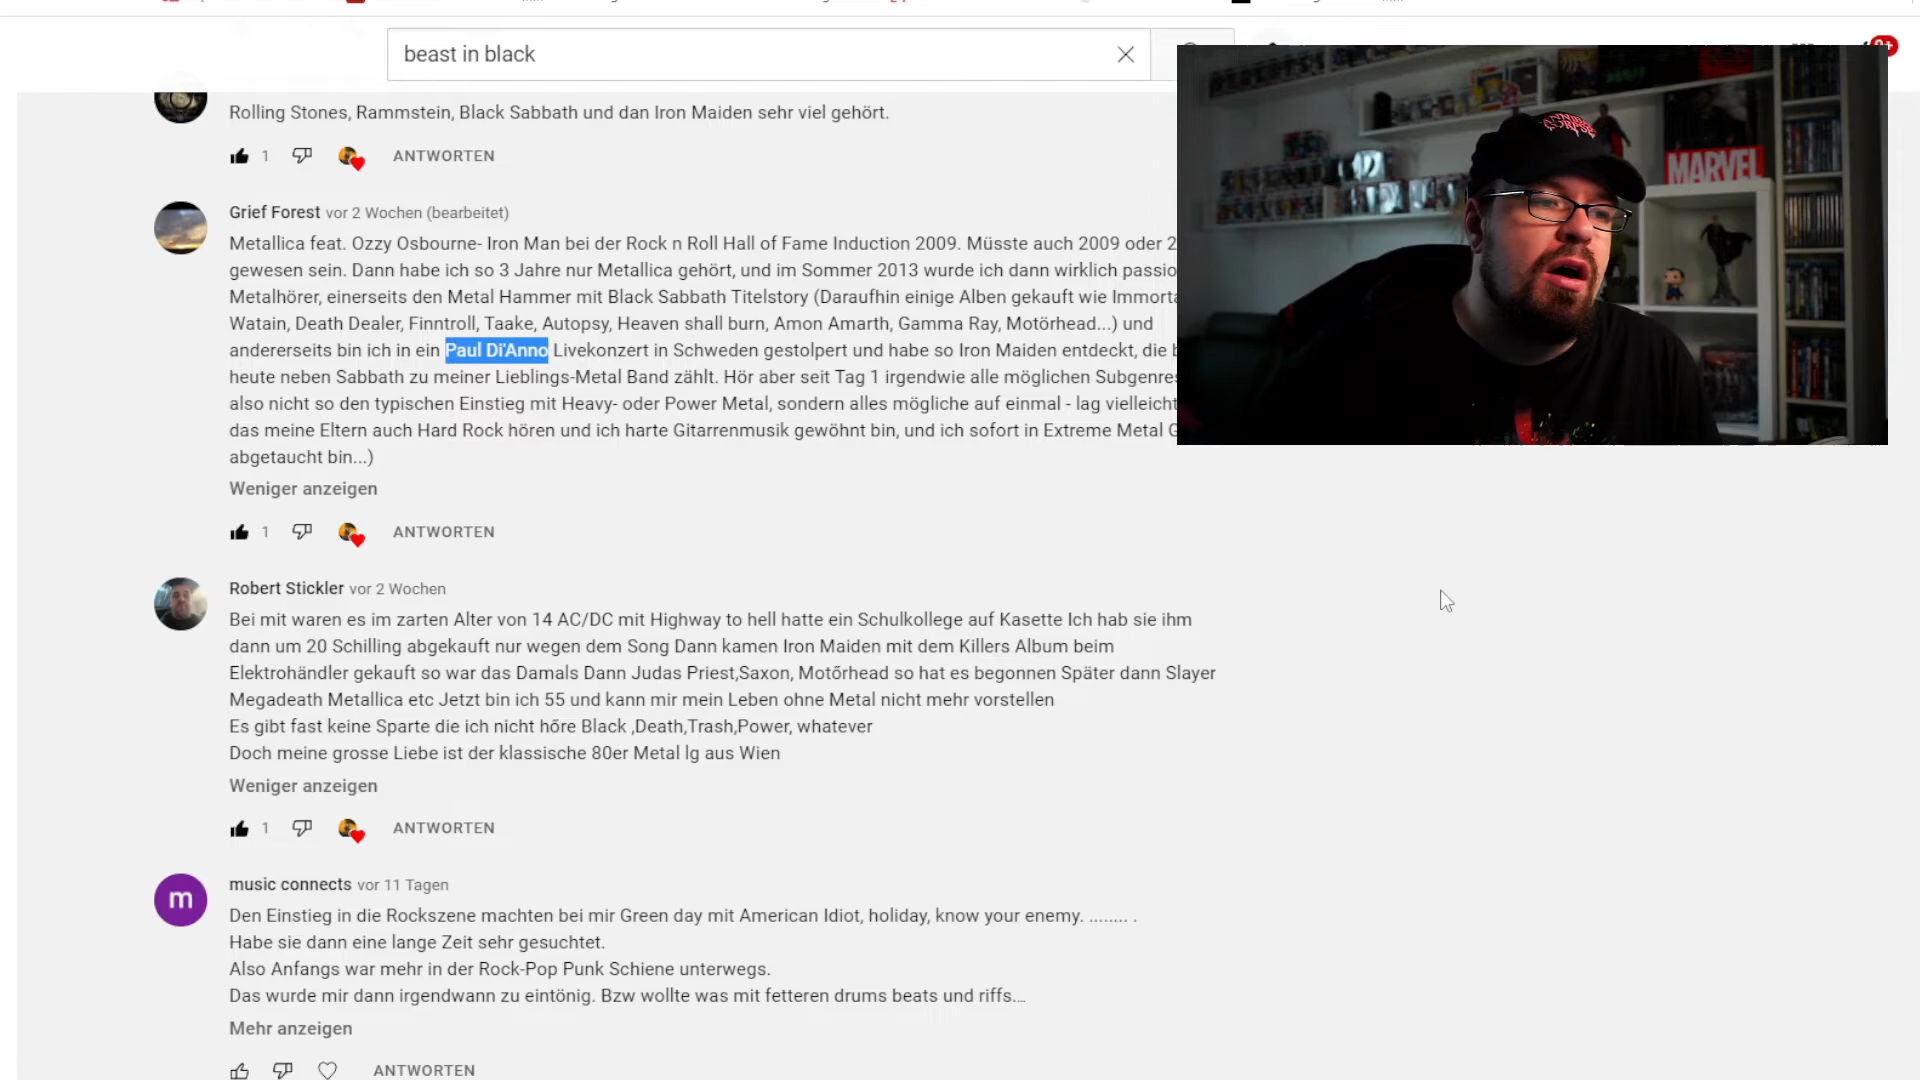 beast in black
9+
Rolling Stones, Rammstein, Black Sabbath und dan Iron Maiden sehr viel gehört.
1 ANTWORTEN
Grief Forest vor 2 Wochen (bearbeitet)
Metallica feat. Ozzy Osbourne- Iron Man bei der Rock n Roll Hall of Fame Induction 2009. Müsste auch 2009 oder 2
gewesen sein. Dann habe ich so 3 Jahre nur Metallica gehört, und im Sommer 2013 wurde ich dann wirklich passio
Metalhörer, einerseits den Metal Hammer mit Black Sabbath Titelstory (Daraufhin einige Alben gekauft wie Immorta
Watain, Death Dealer, Finntroll, Taake, Autopsy, Heaven shall burn, Amon Amarth, Gamma Ray, Motörhead...) und
andererseits bin ich in ein Paul Di'Anno Livekonzert in Schweden gestolpert und habe so Iron Maiden entdeckt, die b
heute neben Sabbath zu meiner Lieblings-Metal Band zählt. Hör aber seit Tag 1 irgendwie alle möglichen Subgenres
also nicht so den typischen Einstieg mit Heavy- oder Power Metal, sondern alles mögliche auf einmal - lag vielleicht
das meine Eltern auch Hard Rock hören und ich harte Gitarrenmusik gewöhnt bin, und ich sofort in Extreme Metal G
abgetaucht bin...)
Weniger anzeigen
1 ANTWORTEN
Robert Stickler vor 2 Wochen
Bei mit waren es im zarten Alter von 14 AC/DC mit Highway to hell hatte ein Schulkollege auf Kasette Ich hab sie ihm
dann um 20 Schilling abgekauft nur wegen dem Song Dann kamen Iron Maiden mit dem Killers Album beim
Elektrohändler gekauft so war das Damals Dann Judas Priest,Saxon, Motőrhead so hat es begonnen Später dann Slayer
Megadeath Metallica etc Jetzt bin ich 55 und kann mir mein Leben ohne Metal nicht mehr vorstellen
Es gibt fast keine Sparte die ich nicht hőre Black ,Death,Trash,Power, whatever
Doch meine grosse Liebe ist der klassische 80er Metal lg aus Wien
Weniger anzeigen
1 ANTWORTEN
m
music connects vor 11 Tagen
Den Einstieg in die Rockszene machten bei mir Green day mit American Idiot, holiday, know your enemy. ........ .
Habe sie dann eine lange Zeit sehr gesuchtet.
Also Anfangs war mehr in der Rock-Pop Punk Schiene unterwegs.
Das wurde mir dann irgendwann zu eintönig. Bzw wollte was mit fetteren drums beats und riffs...
Mehr anzeigen
ANTWORTEN
MARVEL